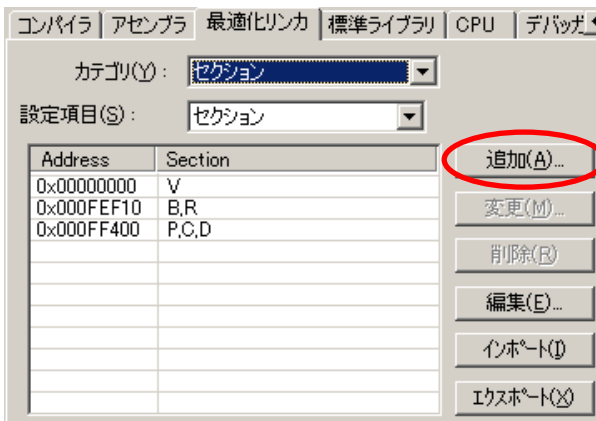 コンパイラ アセンブラ 最適化リンカ 標準ライブラリ CPU デバッガ
カテゴリ(Y) : セクション
設定項目(S) : セクション
Address Section
0x00000000 V
0x000FEF10 B,R
0x000FF400 P,C,D
追加(A)...
変更(M)...
削除(R)
編集(E)...
インポート(I)
エクスポート(X)